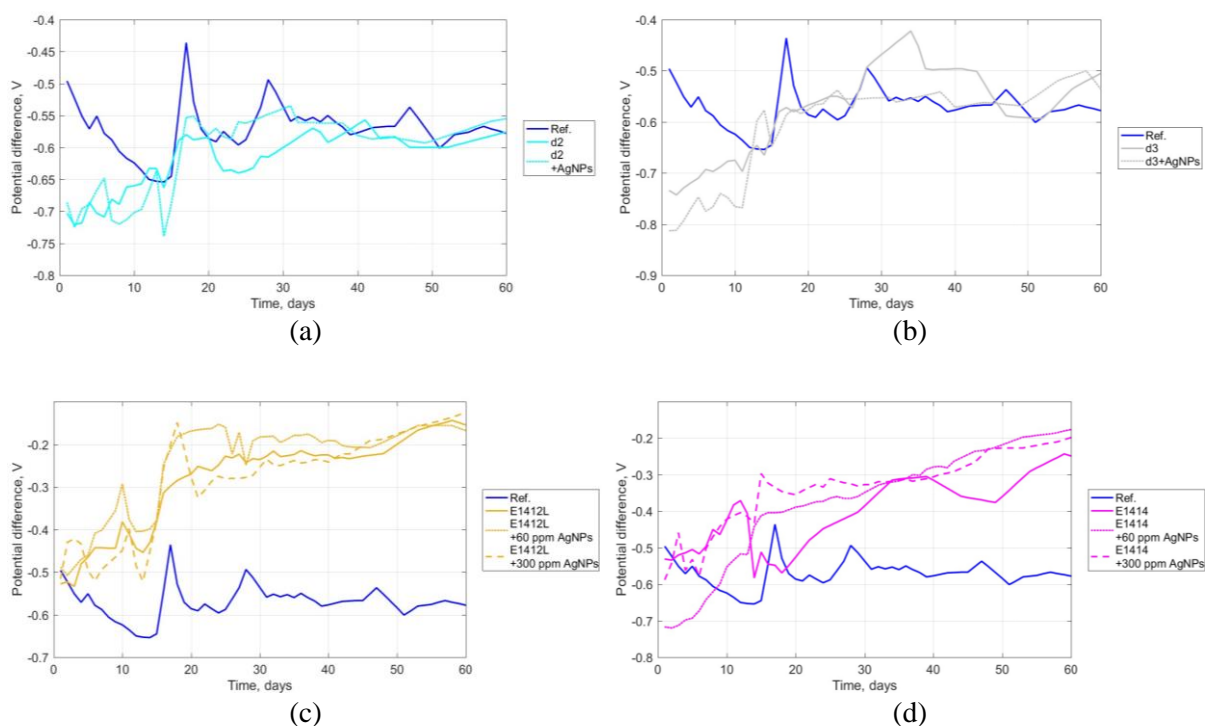 -0.4
-0.45
-0.5
-0.55
-0.6
-0.65
-0.7
-0.75
-0.8
Potential difference, V
0 10 20 30 40 50 60
Time, days
Ref.
d2
d2
+AgNPs
(a)
-0.4
-0.5
-0.6
-0.7
-0.8
-0.9
Potential difference, V
0 10 20 30 40 50 60
Time, days
Ref.
d3
d3+AgNPs
(b)
-0.2
-0.3
-0.4
-0.5
-0.6
-0.7
Potential difference, V
0 10 20 30 40 50 60
Time, days
Ref.
E1412L
E1412L
+60 ppm AgNPs
E1412L
+300 ppm AgNPs
(c)
-0.2
-0.3
-0.4
-0.5
-0.6
-0.7
Potential difference, V
0 10 20 30 40 50 60
Time, days
Ref.
E1414
E1414
+60 ppm AgNPs
E1414
+300 ppm AgNPs
(d)